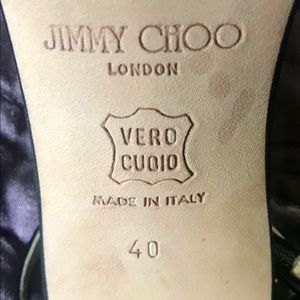 JIMMY CHOO
LONDON
VERO
CUOIO
MADE IN ITALY
40